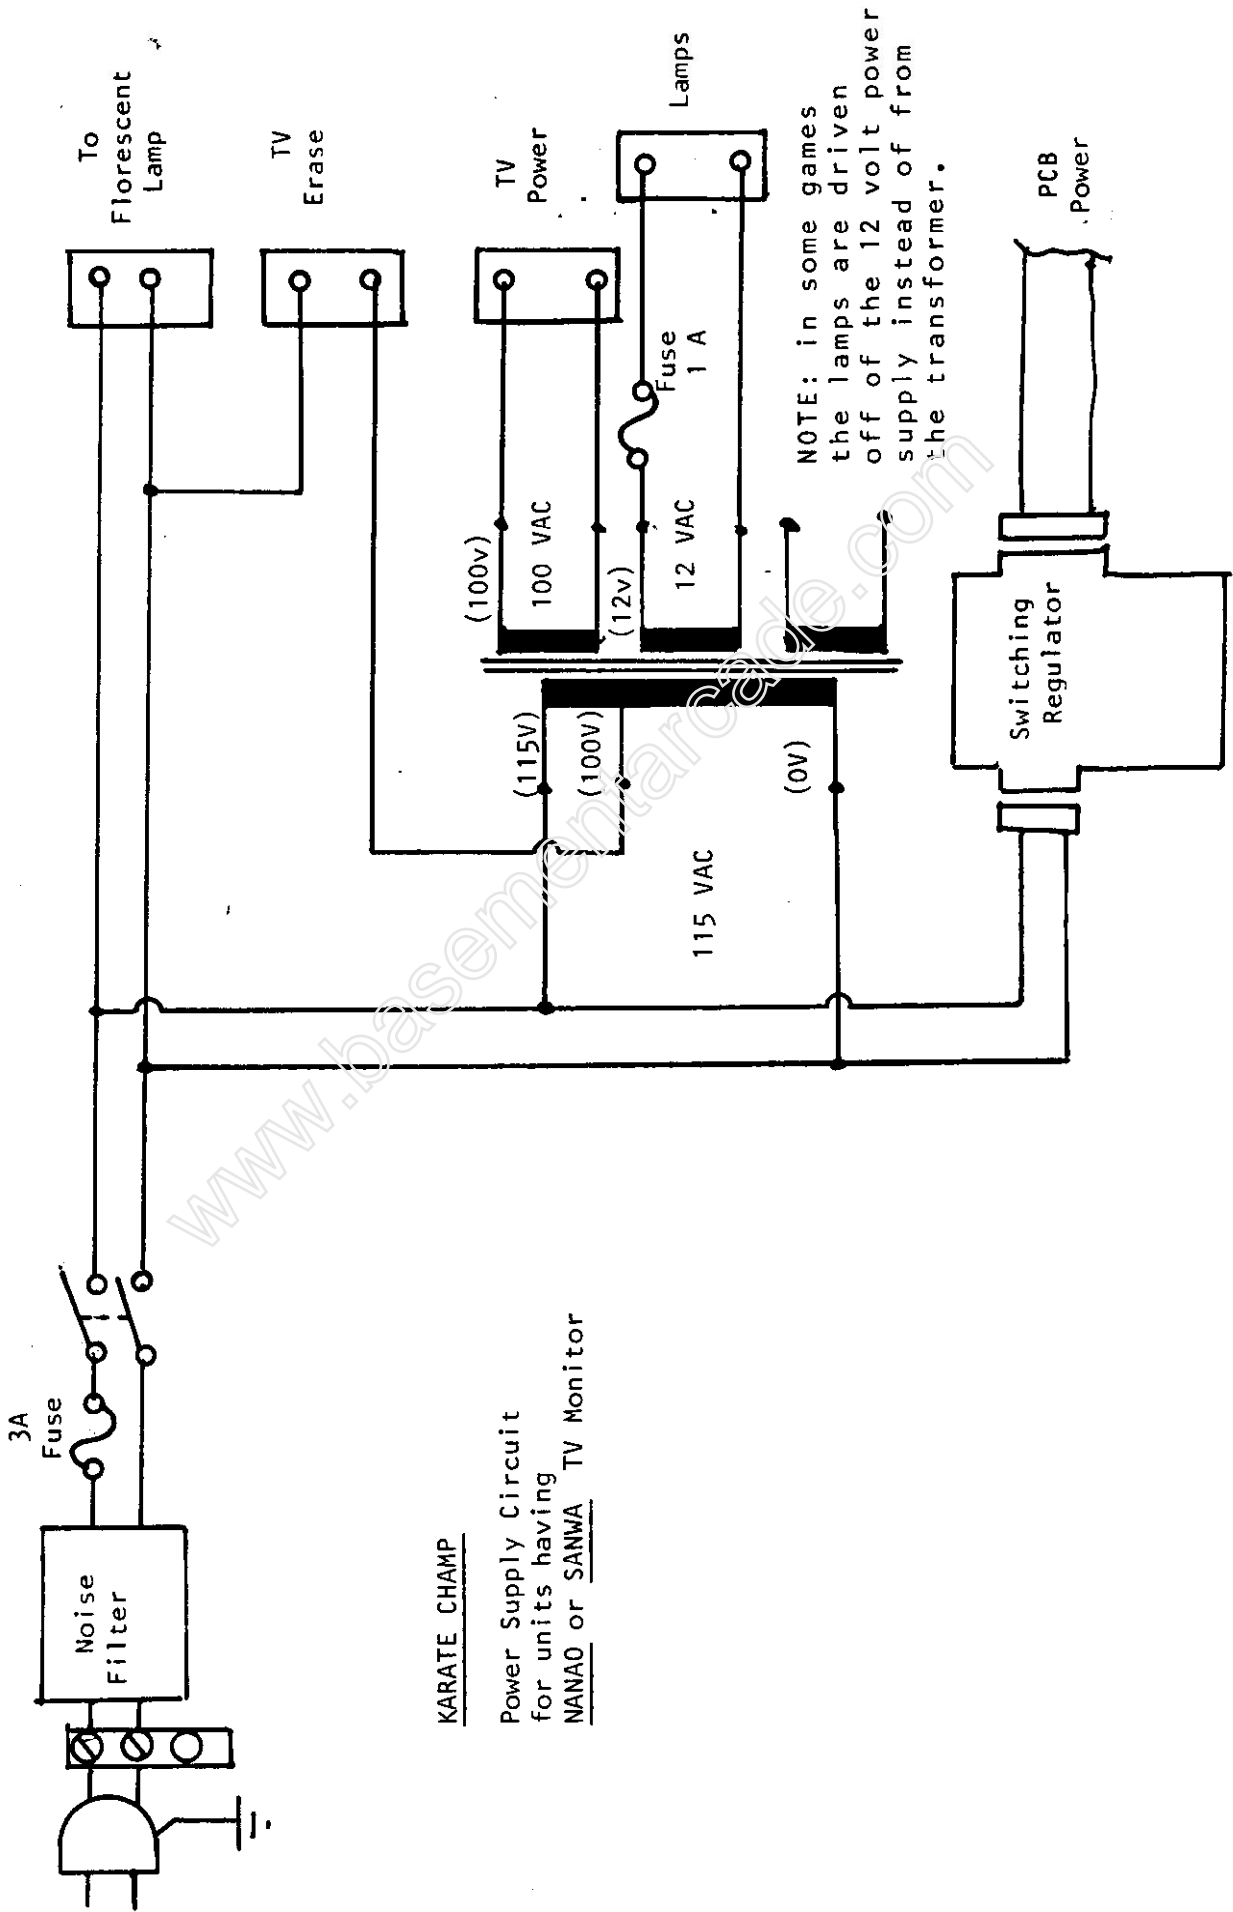 To
Florescent
Lamp
TV
Erase
TV
Power
Lamps
NOTE: in some games
the lamps are driven
off of the 12 volt power
supply instead of from
the transformer.
PCB
Power
Fuse
1 A
(100v)
100 VAC
(12v)
12 VAC
(115V)
(100V)
(0V)
115 VAC
Switching
Regulator
3A
Fuse
Noise
Filter
KARATE CHAMP
Power Supply Circuit
for units having
NANAO or SANWA TV Monitor
www.basementarcade.com